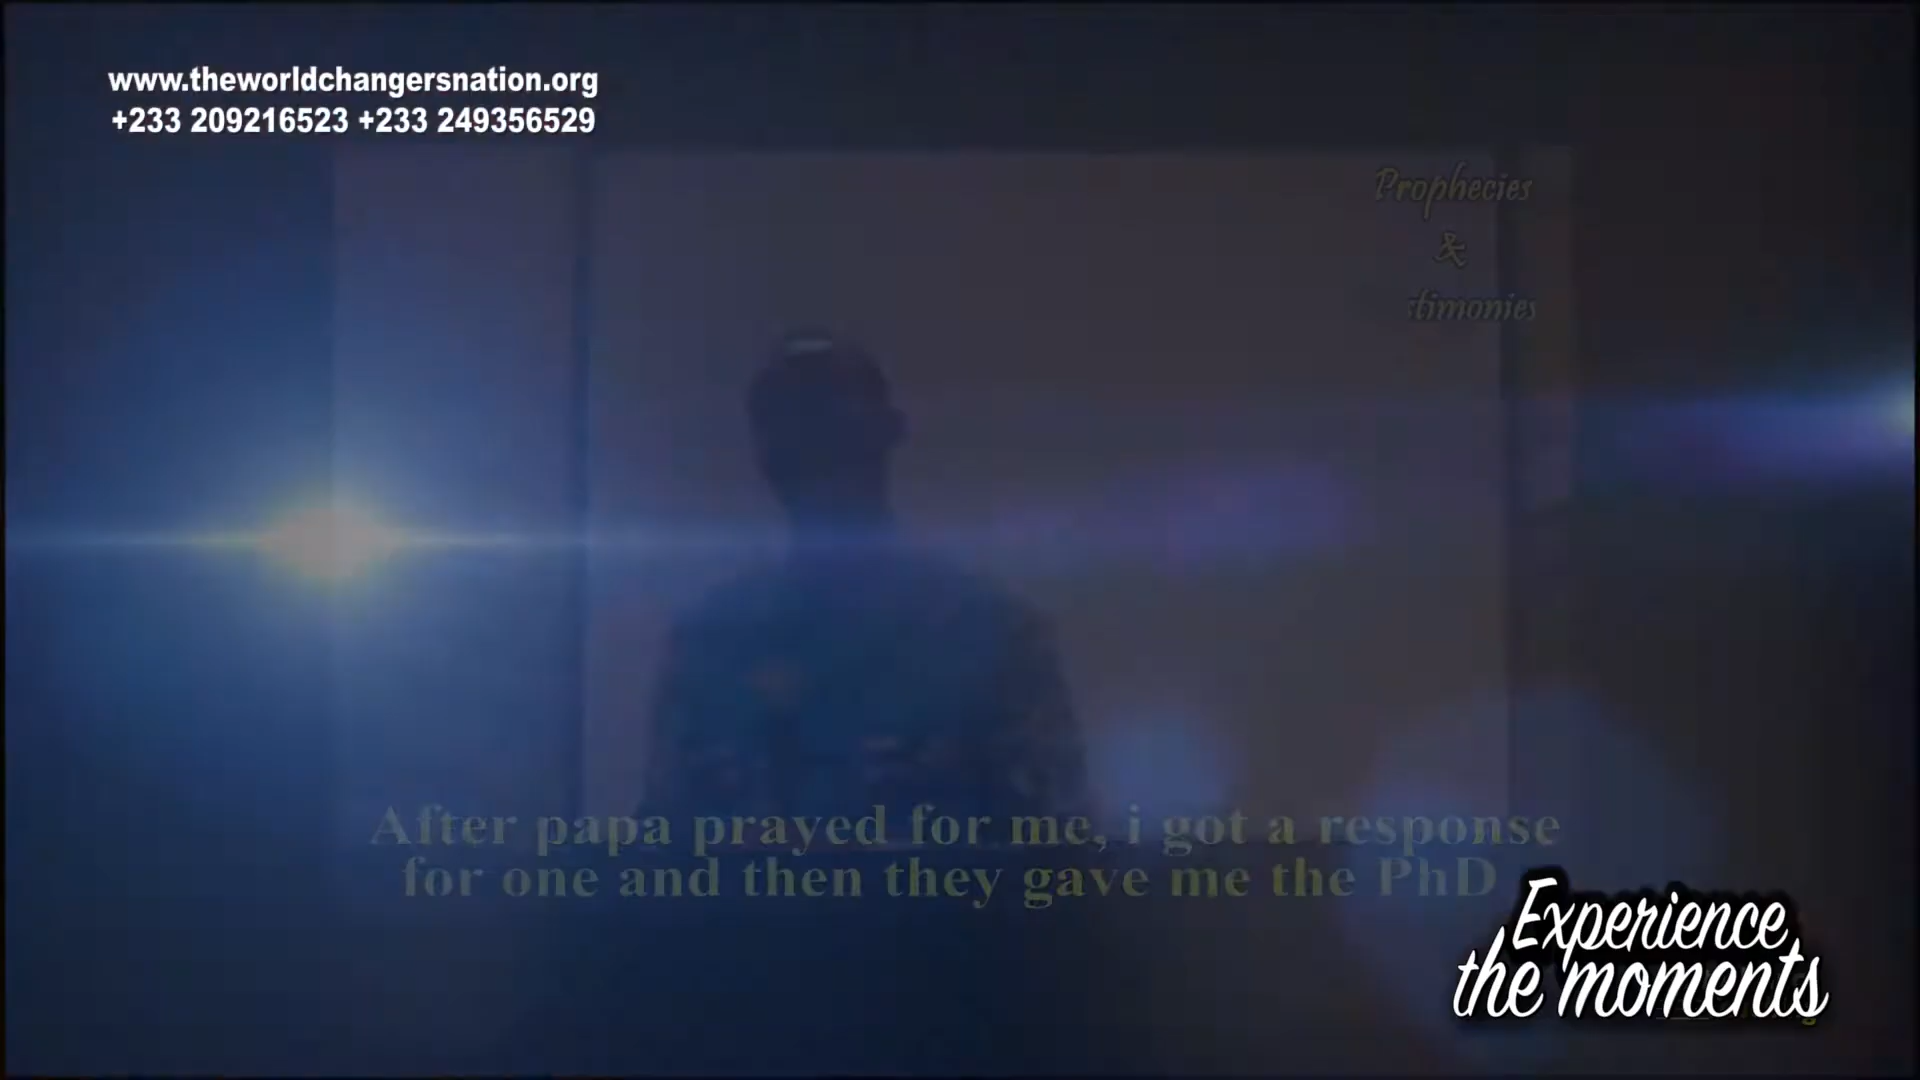 www.theworldchangersnation.org
+233 209216523 +233 249356529
Prophecies
&
stimonies
After papa prayed for me, i got a response
for one and then they gave me the PhD
Experience
the moments